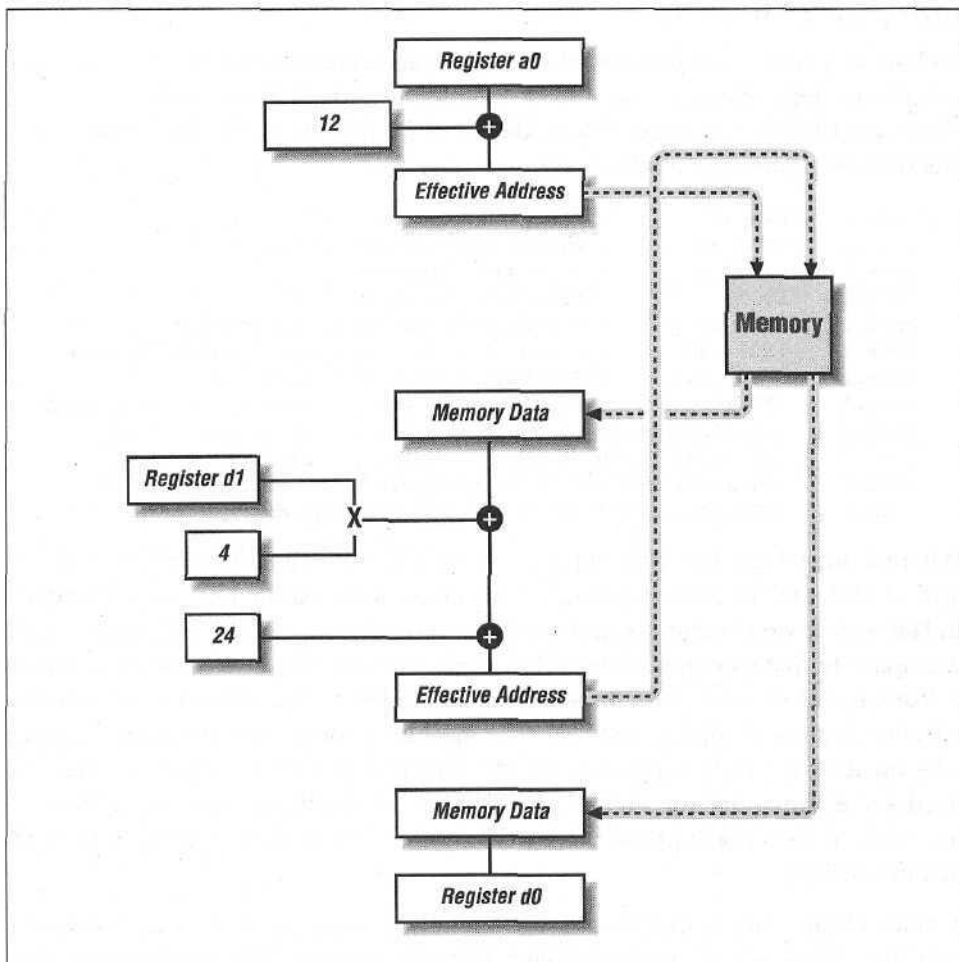 Register a0
12
+
Effective Address
Memory
Memory Data
Register d1
X
+
4
24
+
Effective Address
Memory Data
Register d0